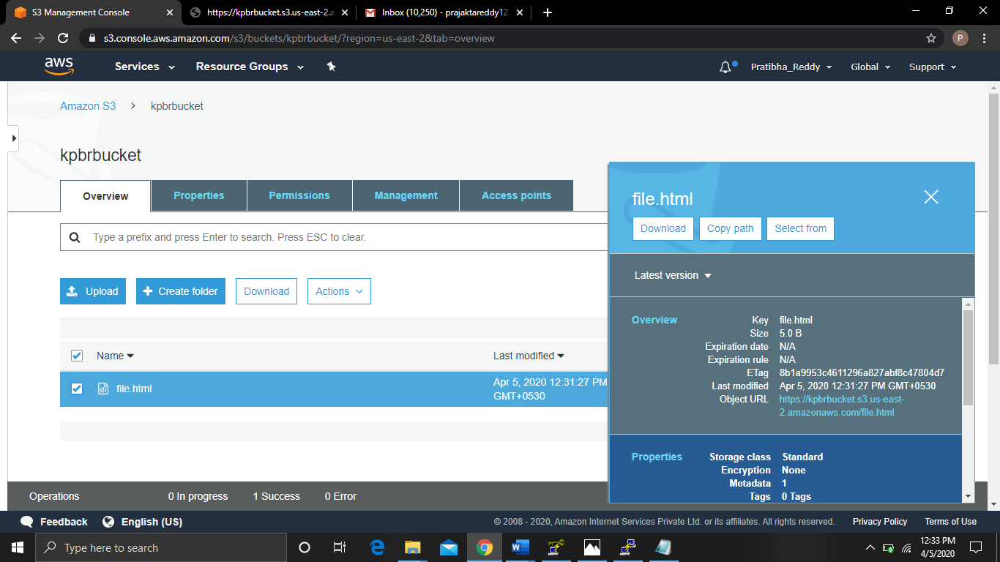 S3 Management Console
https://kpbrbucket.s3.us-east-2.a
Inbox (10,250) - prajaktareddy12
s3.console.aws.amazon.com/s3/buckets/kpbrbucket/?region=us-east-2&tab=overview
P
aws
Services
Resource Groups
Pratibha_Reddy
Global
Support
Amazon S3
kpbrbucket
kpbrbucket
Overview
Properties
Permissions
Management
Access points
Type a prefix and press Enter to search. Press ESC to clear.
Upload
Create folder
Download
Actions
Name
Last modified
file.html
Apr 5, 2020 12:31:27 PM
GMT+0530
file.html
Download
Copy path
Select from
Latest version
Overview
Key file.html
Size 5.0 B
Expiration date N/A
Expiration rule N/A
ETag 8b1a9953c4611296a827abf8c47804d7
Last modified Apr 5, 2020 12:31:27 PM GMT+0530
Object URL https://kpbrbucket.s3.us-east-
2.amazonaws.com/file.html
Properties
Storage class Standard
Encryption None
Metadata 1
Tags 0 Tags
Operations
0 In progress
1 Success
0 Error
Feedback
English (US)
© 2008 - 2020, Amazon Internet Services Private Ltd. or its affiliates. All rights reserved.
Privacy Policy
Terms of Use
Type here to search
12:33 PM
4/5/2020